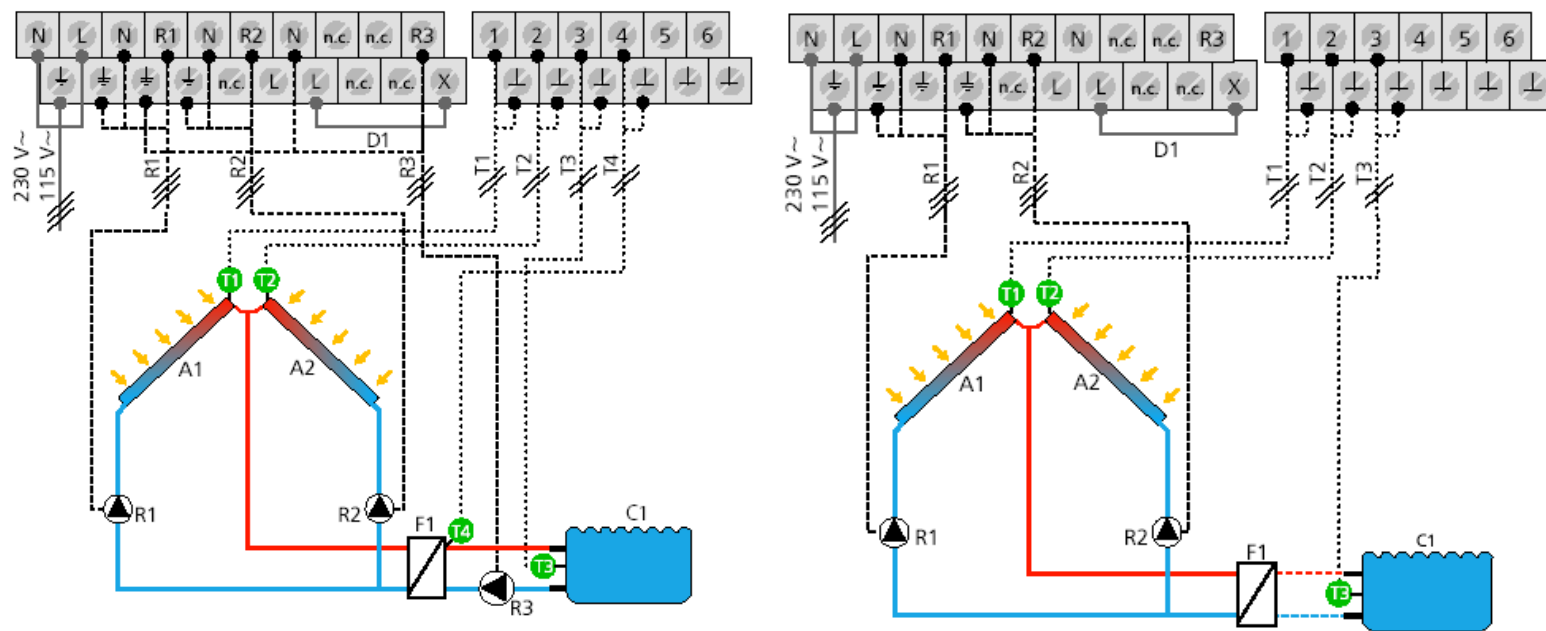 N L N R1 N R2 N n.c. n.c. R3
n.c. L L n.c. n.c. X
1 2 3 4 5 6
D1
230 V~
115 V~
R1
R2
R3
T1
T2
T3
T4
T1 T2
A1 A2
R1
R2
F1
T4
C1
T3
R3
N L N R1 N R2 N n.c. n.c. R3
n.c. L L n.c. n.c. X
1 2 3 4 5 6
D1
230 V~
115 V~
R1
R2
T1
T2
T3
T1 T2
A1 A2
R1
R2
F1
C1
T3